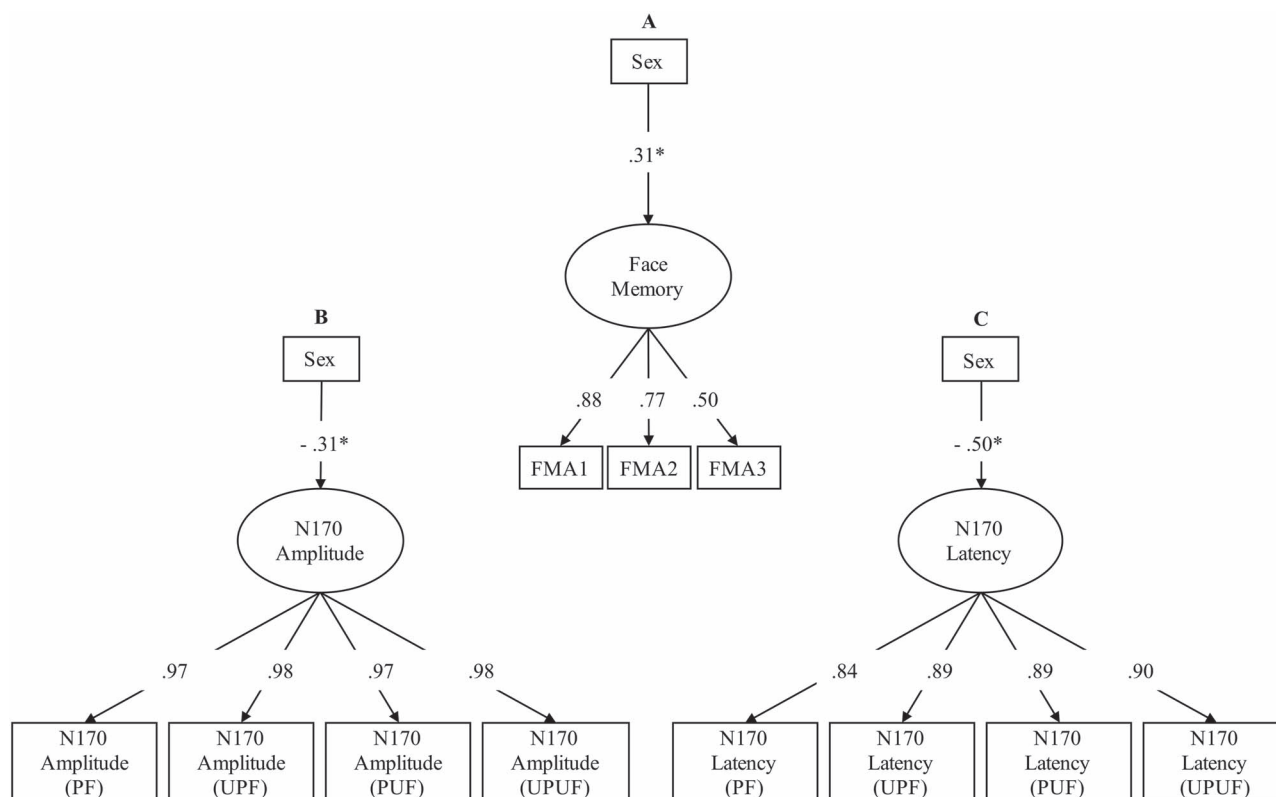 A
Sex
.31*
Face
Memory
.88 .77 .50
FMA1 FMA2 FMA3
B
Sex
- .31*
N170
Amplitude
.97 .98 .97 .98
N170
Amplitude
(PF)
N170
Amplitude
(UPF)
N170
Amplitude
(PUF)
N170
Amplitude
(UPUF)
C
Sex
- .50*
N170
Latency
.84 .89 .89 .90
N170
Latency
(PF)
N170
Latency
(UPF)
N170
Latency
(PUF)
N170
Latency
(UPUF)